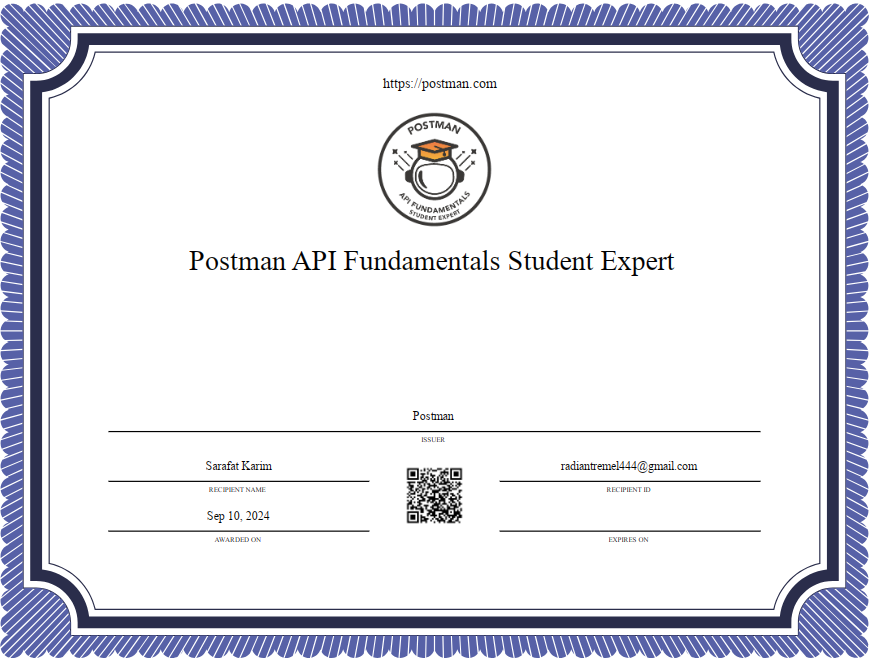 https://postman.com
POSTMAN
API FUNDAMENTALS
STUDENT EXPERT
Postman API Fundamentals Student Expert
Postman
ISSUER
Sarafat Karim
RECIPIENT NAME
radiantremel444@gmail.com
RECIPIENT ID
Sep 10, 2024
AWARDED ON
EXPIRES ON